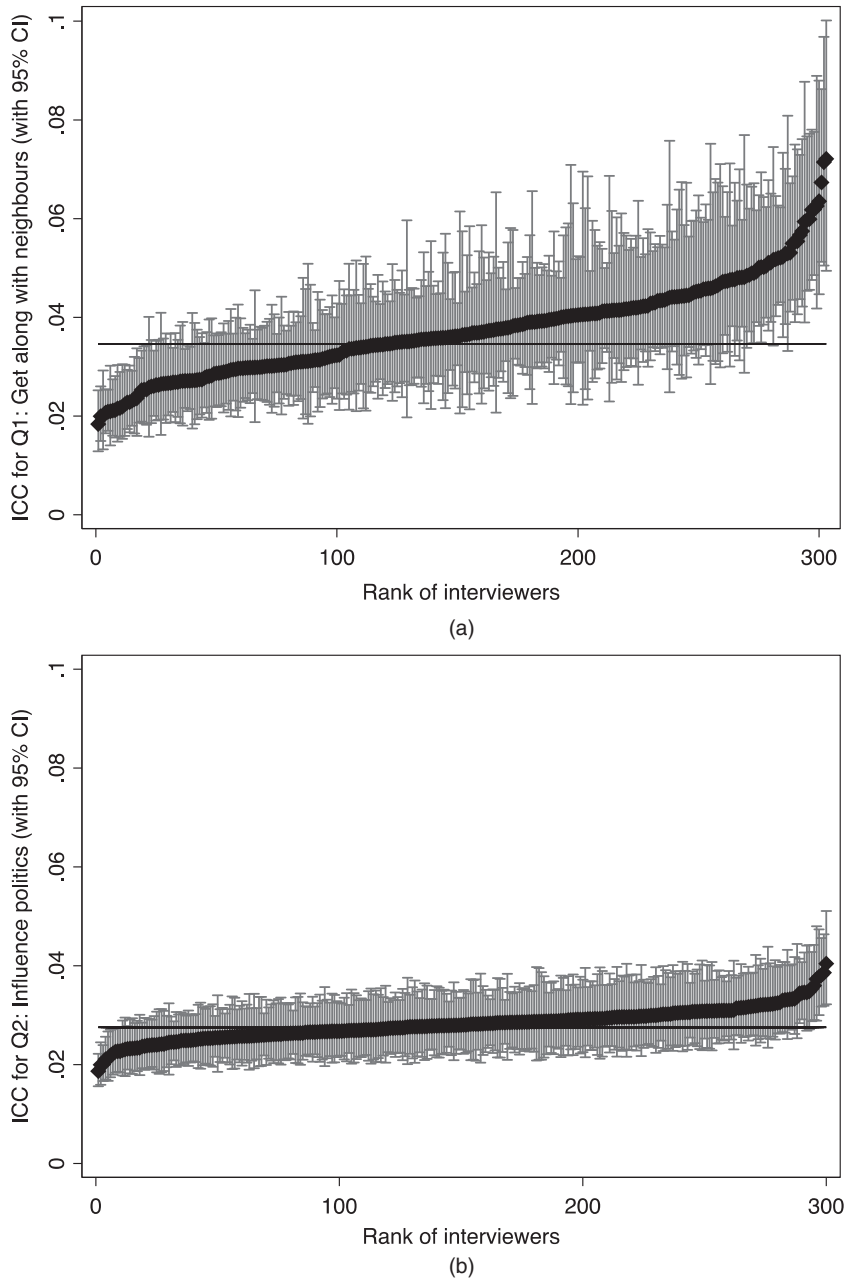 ICC for Q1: Get along with neighbours (with 95% CI)
.1
.08
.06
.04
.02
0
0 100 200 300
Rank of interviewers
(a)
ICC for Q2: Influence politics (with 95% CI)
.1
.08
.06
.04
.02
0
0 100 200 300
Rank of interviewers
(b)